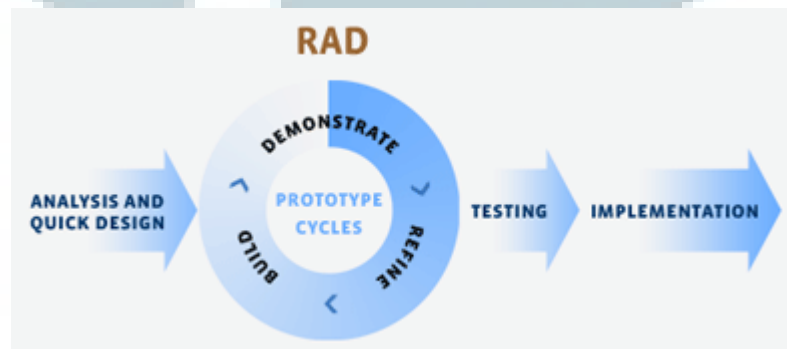 RAD
ANALYSIS AND
QUICK DESIGN
DEMONSTRATE
PROTOTYPE
CYCLES
REFINE
BUILD
TESTING
IMPLEMENTATION